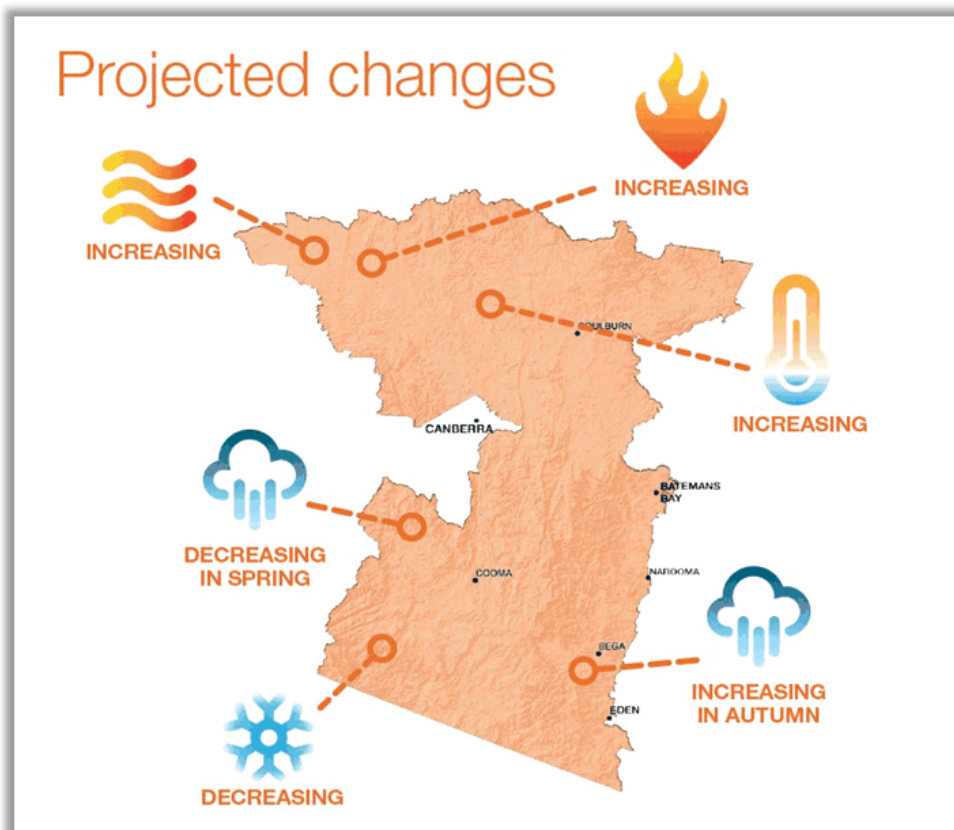 Projected changes
INCREASING
INCREASING
GOULBURN
INCREASING
CANBERRA
BATEMANS
BAY
DECREASING
IN SPRING
COOMA
NAROOMA
BEGA
INCREASING
IN AUTUMN
EDEN
DECREASING